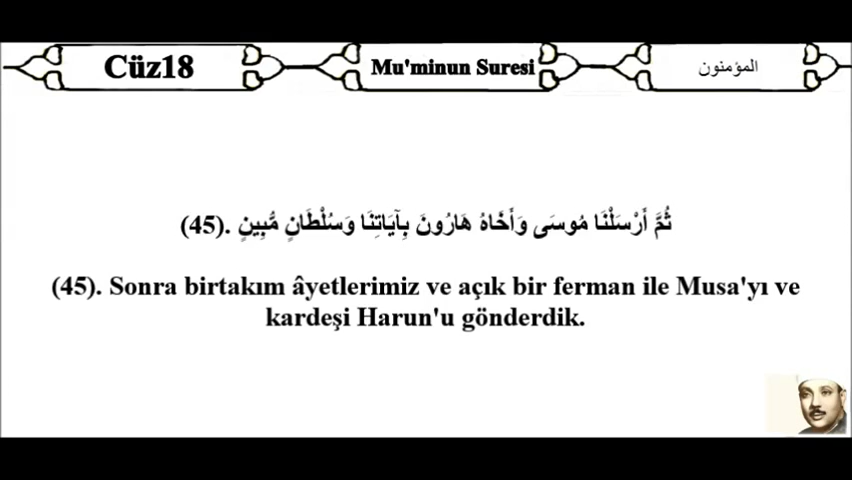 Cüz18
Mu'minun Suresi
المؤمنون
ثُمَّ أَرْسَلْنَا مُوسَى وَأَخَاهُ هَارُونَ بِآيَاتِنَا وَسُلْطَانٍ مُّبِينٍ .(45)
(45). Sonra birtakım âyetlerimiz ve açık bir ferman ile Musa'yı ve
kardeşi Harun'u gönderdik.